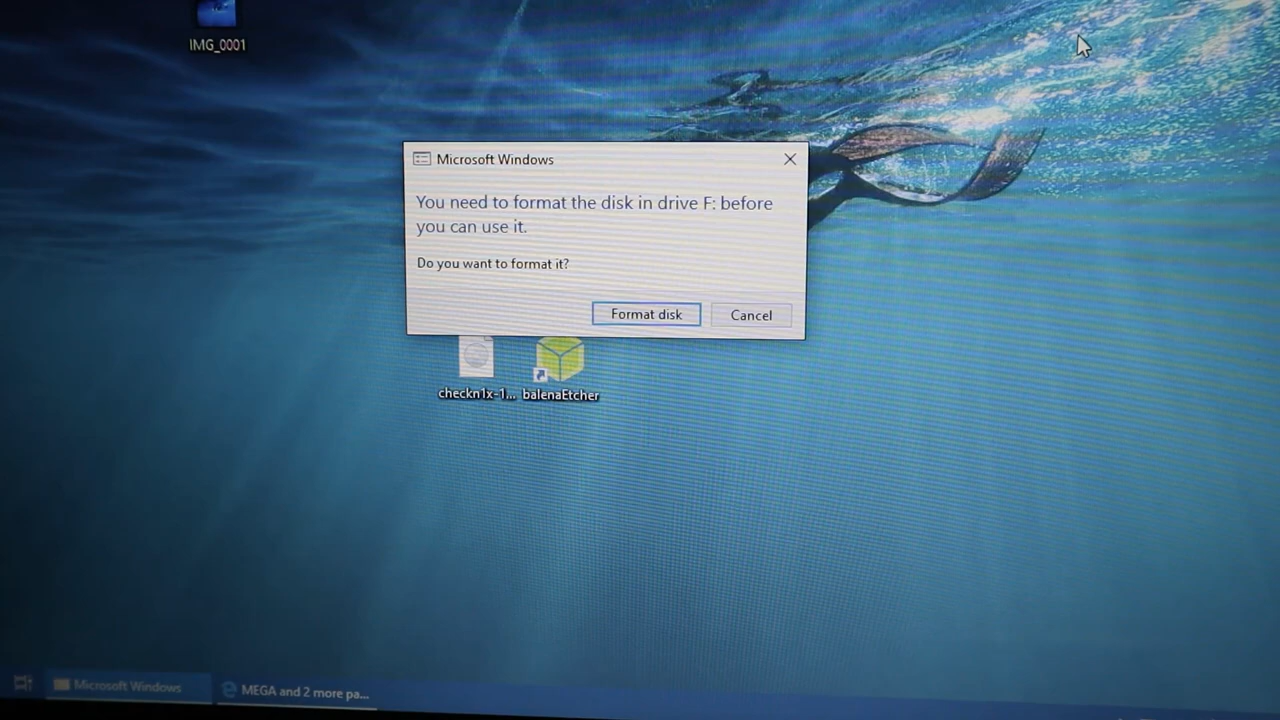 IMG_0001
Microsoft Windows
You need to format the disk in drive F: before
you can use it.
Do you want to format it?
Format disk
Cancel
checkn1x-1...
balenaEtcher
Microsoft Windows
MEGA and 2 more pa...